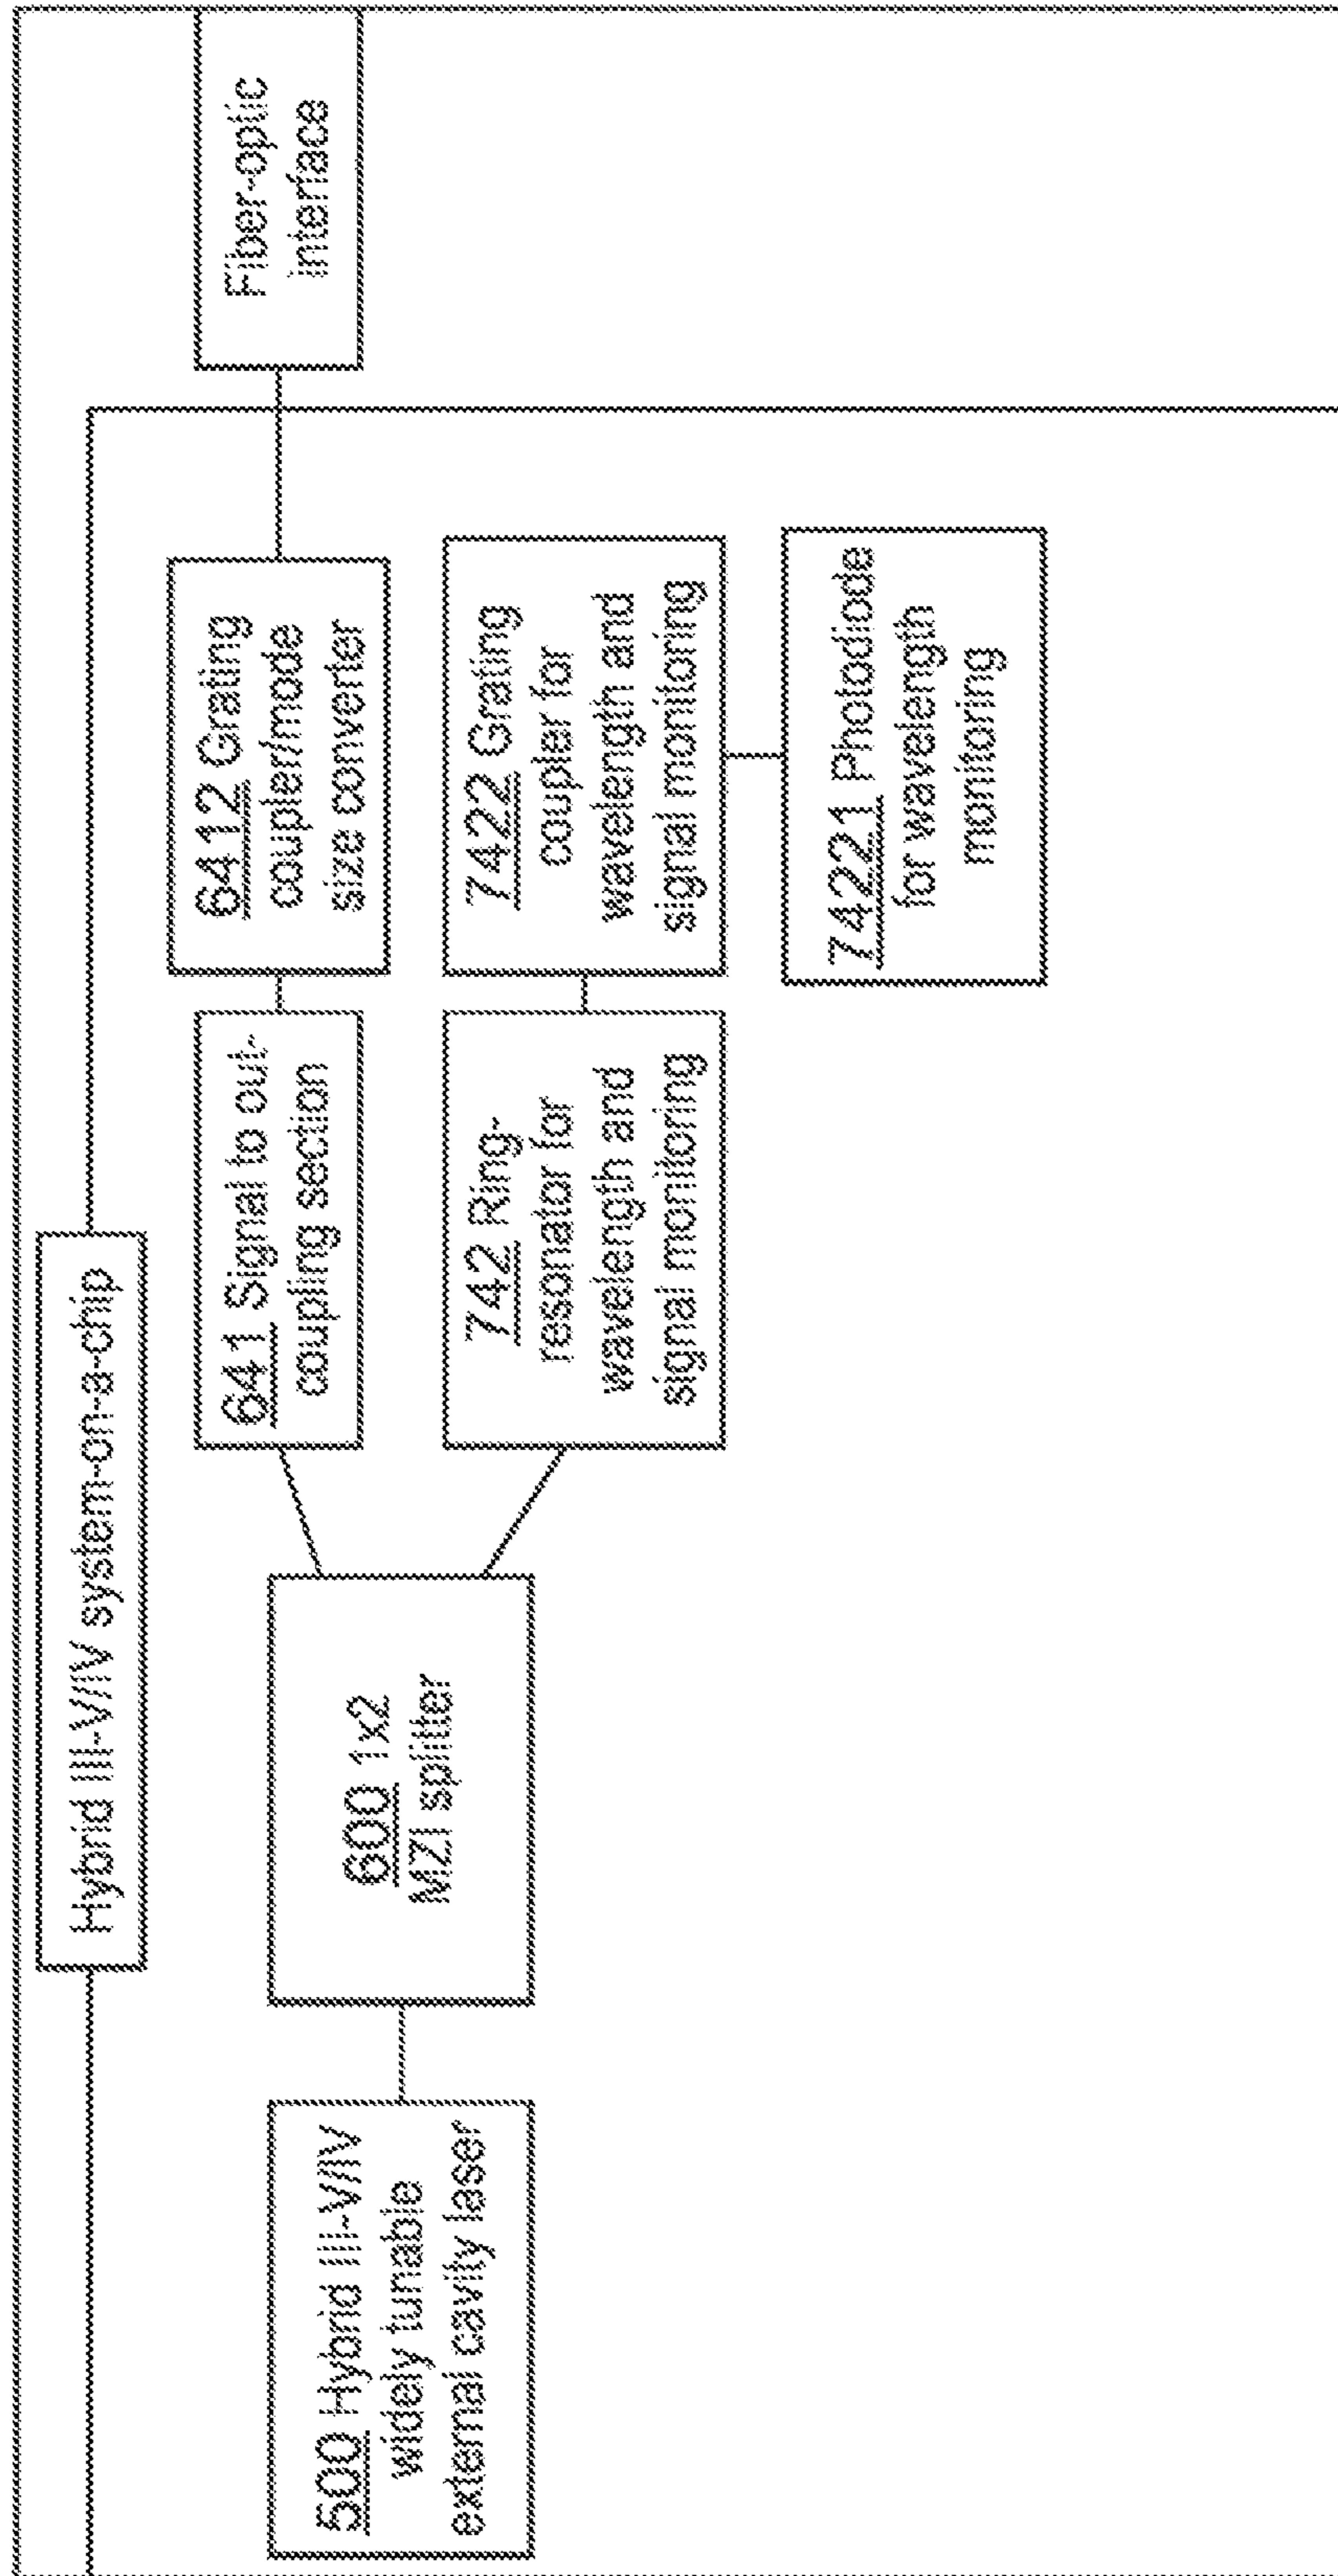 Hybrid III-V/IV system-on-a-chip
500 Hybrid III-V/IV
widely tunable
external cavity laser
600 1x2
MZI splitter
641 Signal to out-
coupling section
6412 Grating
coupler/mode
size converter
Fiber-optic
interface
742 Ring-
resonator for
wavelength and
signal monitoring
7422 Grating
coupler for
wavelength and
signal monitoring
74221 Photodiode
for wavelength
monitoring